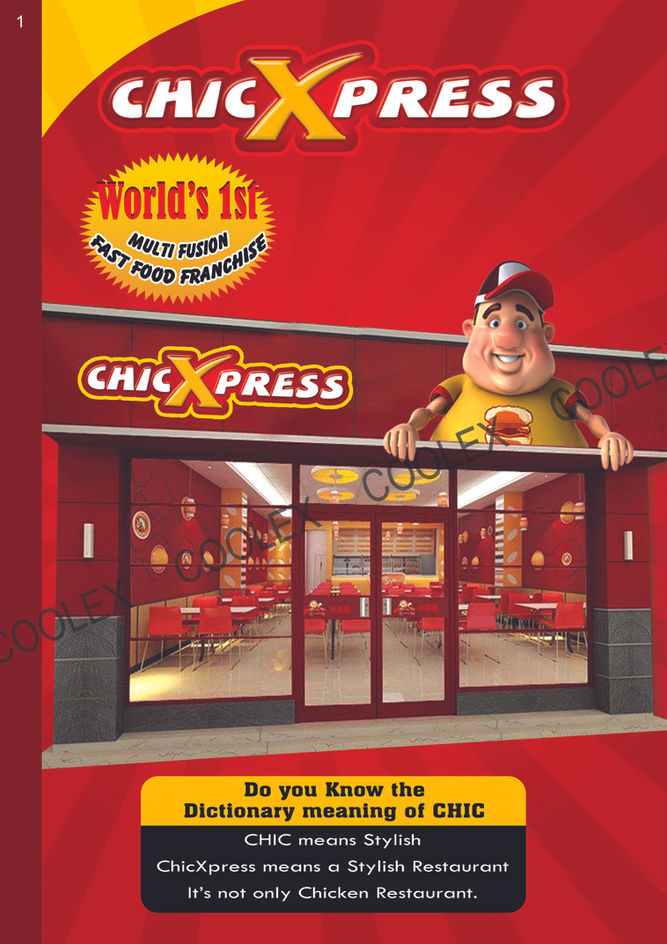 1
CHICXPRESS
World's 1st
MULTI FUSION
FAST FOOD FRANCHISE
CHICXPRESS
COOLEX
COOLEX
COOLEX
COOLE
Do you Know the
Dictionary meaning of CHIC
CHIC means Stylish
ChicXpress means a Stylish Restaurant
It's not only Chicken Restaurant.